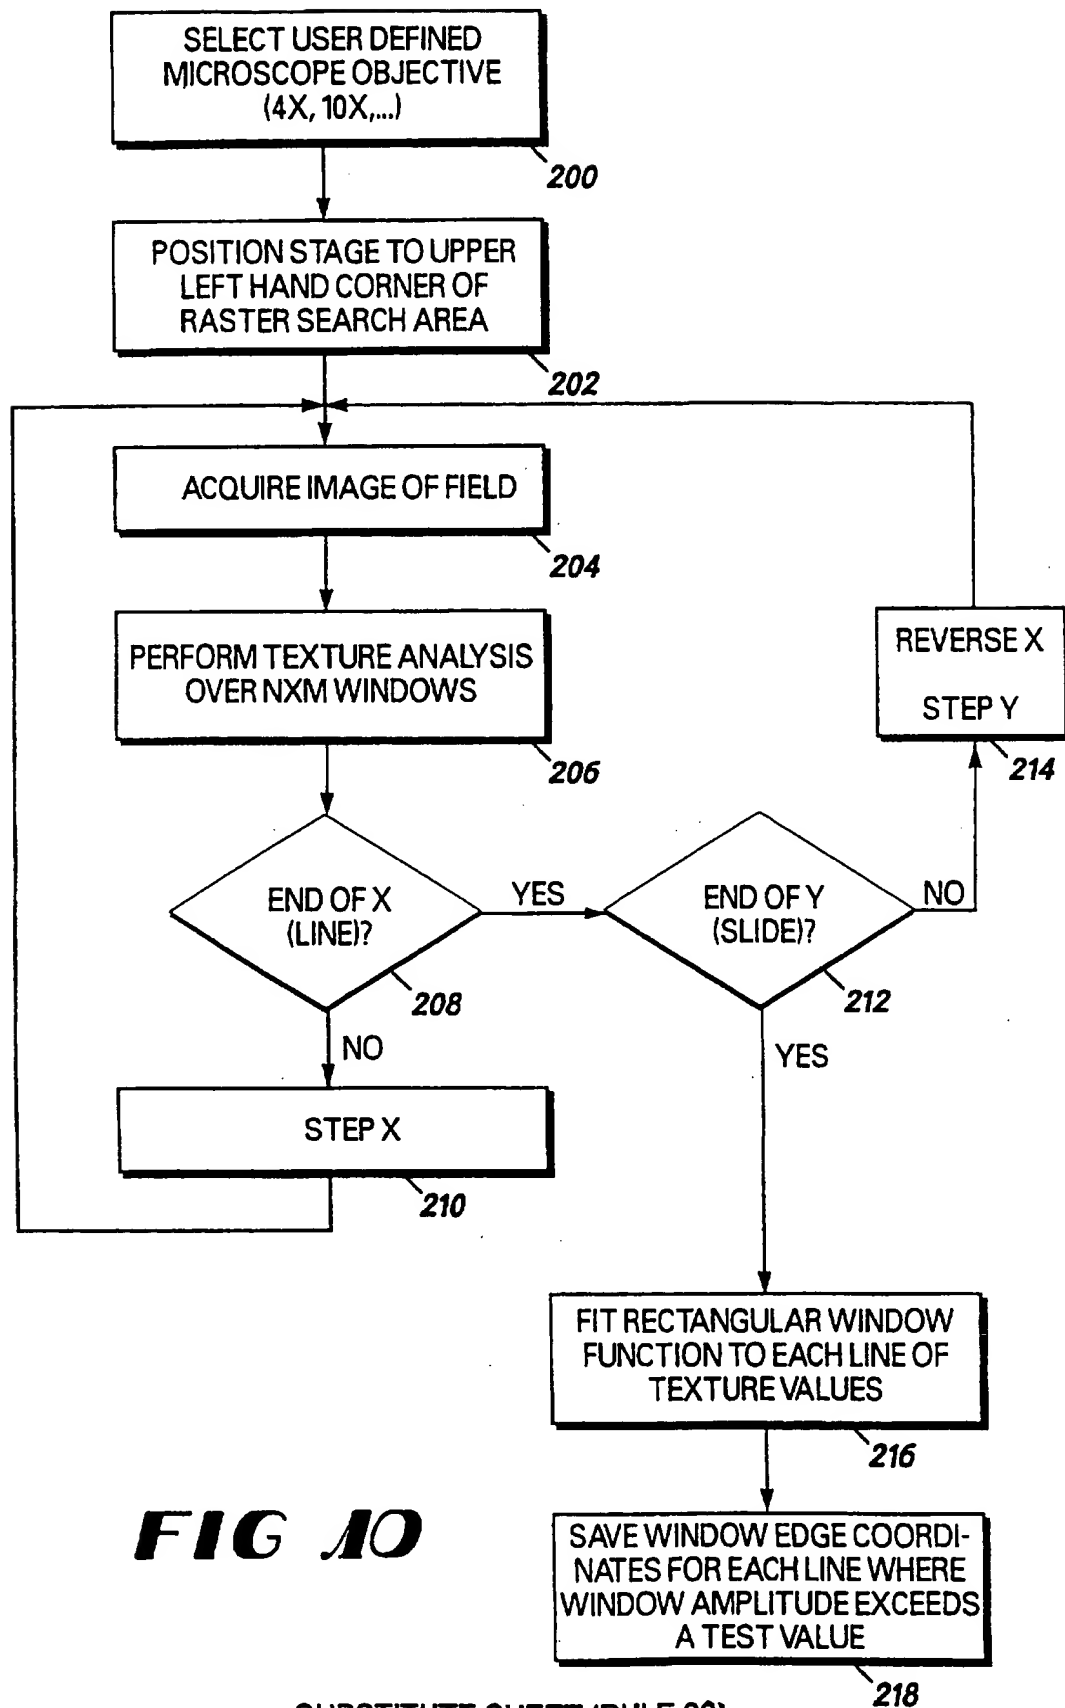 SELECT USER DEFINED
MICROSCOPE OBJECTIVE
(4X, 10X,...)
200
POSITION STAGE TO UPPER
LEFT HAND CORNER OF
RASTER SEARCH AREA
202
ACQUIRE IMAGE OF FIELD
204
PERFORM TEXTURE ANALYSIS
OVER NXM WINDOWS
206
REVERSE X
STEP Y
214
END OF X
(LINE)?
208
YES
END OF Y
(SLIDE)?
212
NO
NO
YES
STEP X
210
FIT RECTANGULAR WINDOW
FUNCTION TO EACH LINE OF
TEXTURE VALUES
216
SAVE WINDOW EDGE COORDI-
NATES FOR EACH LINE WHERE
WINDOW AMPLITUDE EXCEEDS
A TEST VALUE
218
FIG 10
SUBSTITUTE SHEET (RULE 26)